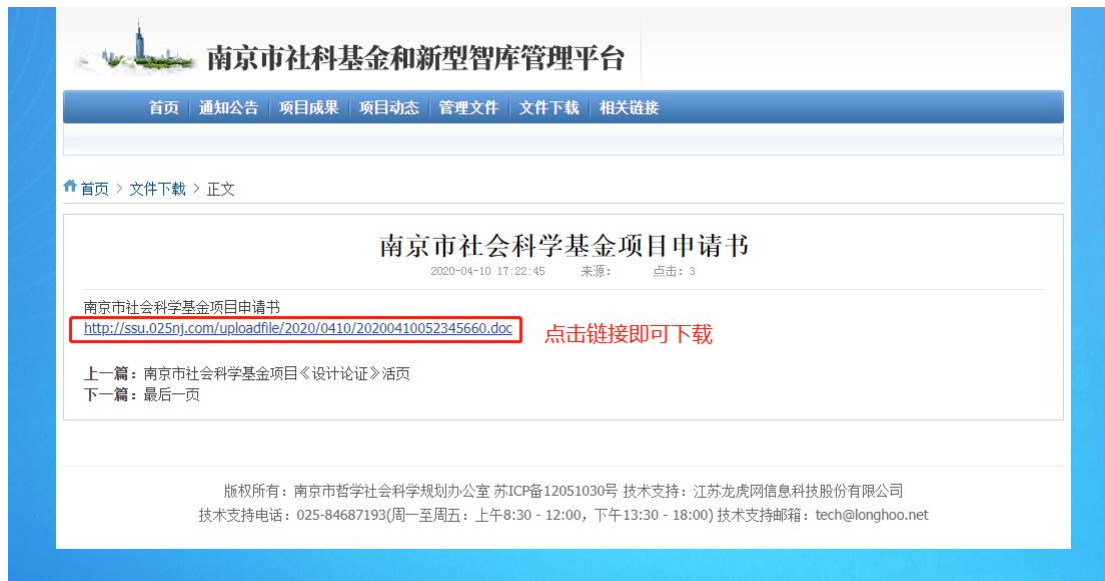 南京市社科基金和新型智库管理平台
首页 通知公告 项目成果 项目动态 管理文件 文件下载 相关链接
首页 > 文件下载 > 正文
南京市社会科学基金项目申请书
2020-04-10 17:22:45 来源: 点击: 3
南京市社会科学基金项目申请书
http://ssu.025nj.com/uploadfile/2020/0410/20200410052345660.doc 点击链接即可下载
上一篇：南京市社会科学基金项目《设计论证》活页
下一篇：最后一页
版权所有：南京市哲学社会科学规划办公室 苏ICP备12051030号 技术支持：江苏龙虎网信息科技股份有限公司
技术支持电话：025-84687193(周一至周五：上午8:30 - 12:00，下午13:30 - 18:00) 技术支持邮箱：tech@longhoo.net